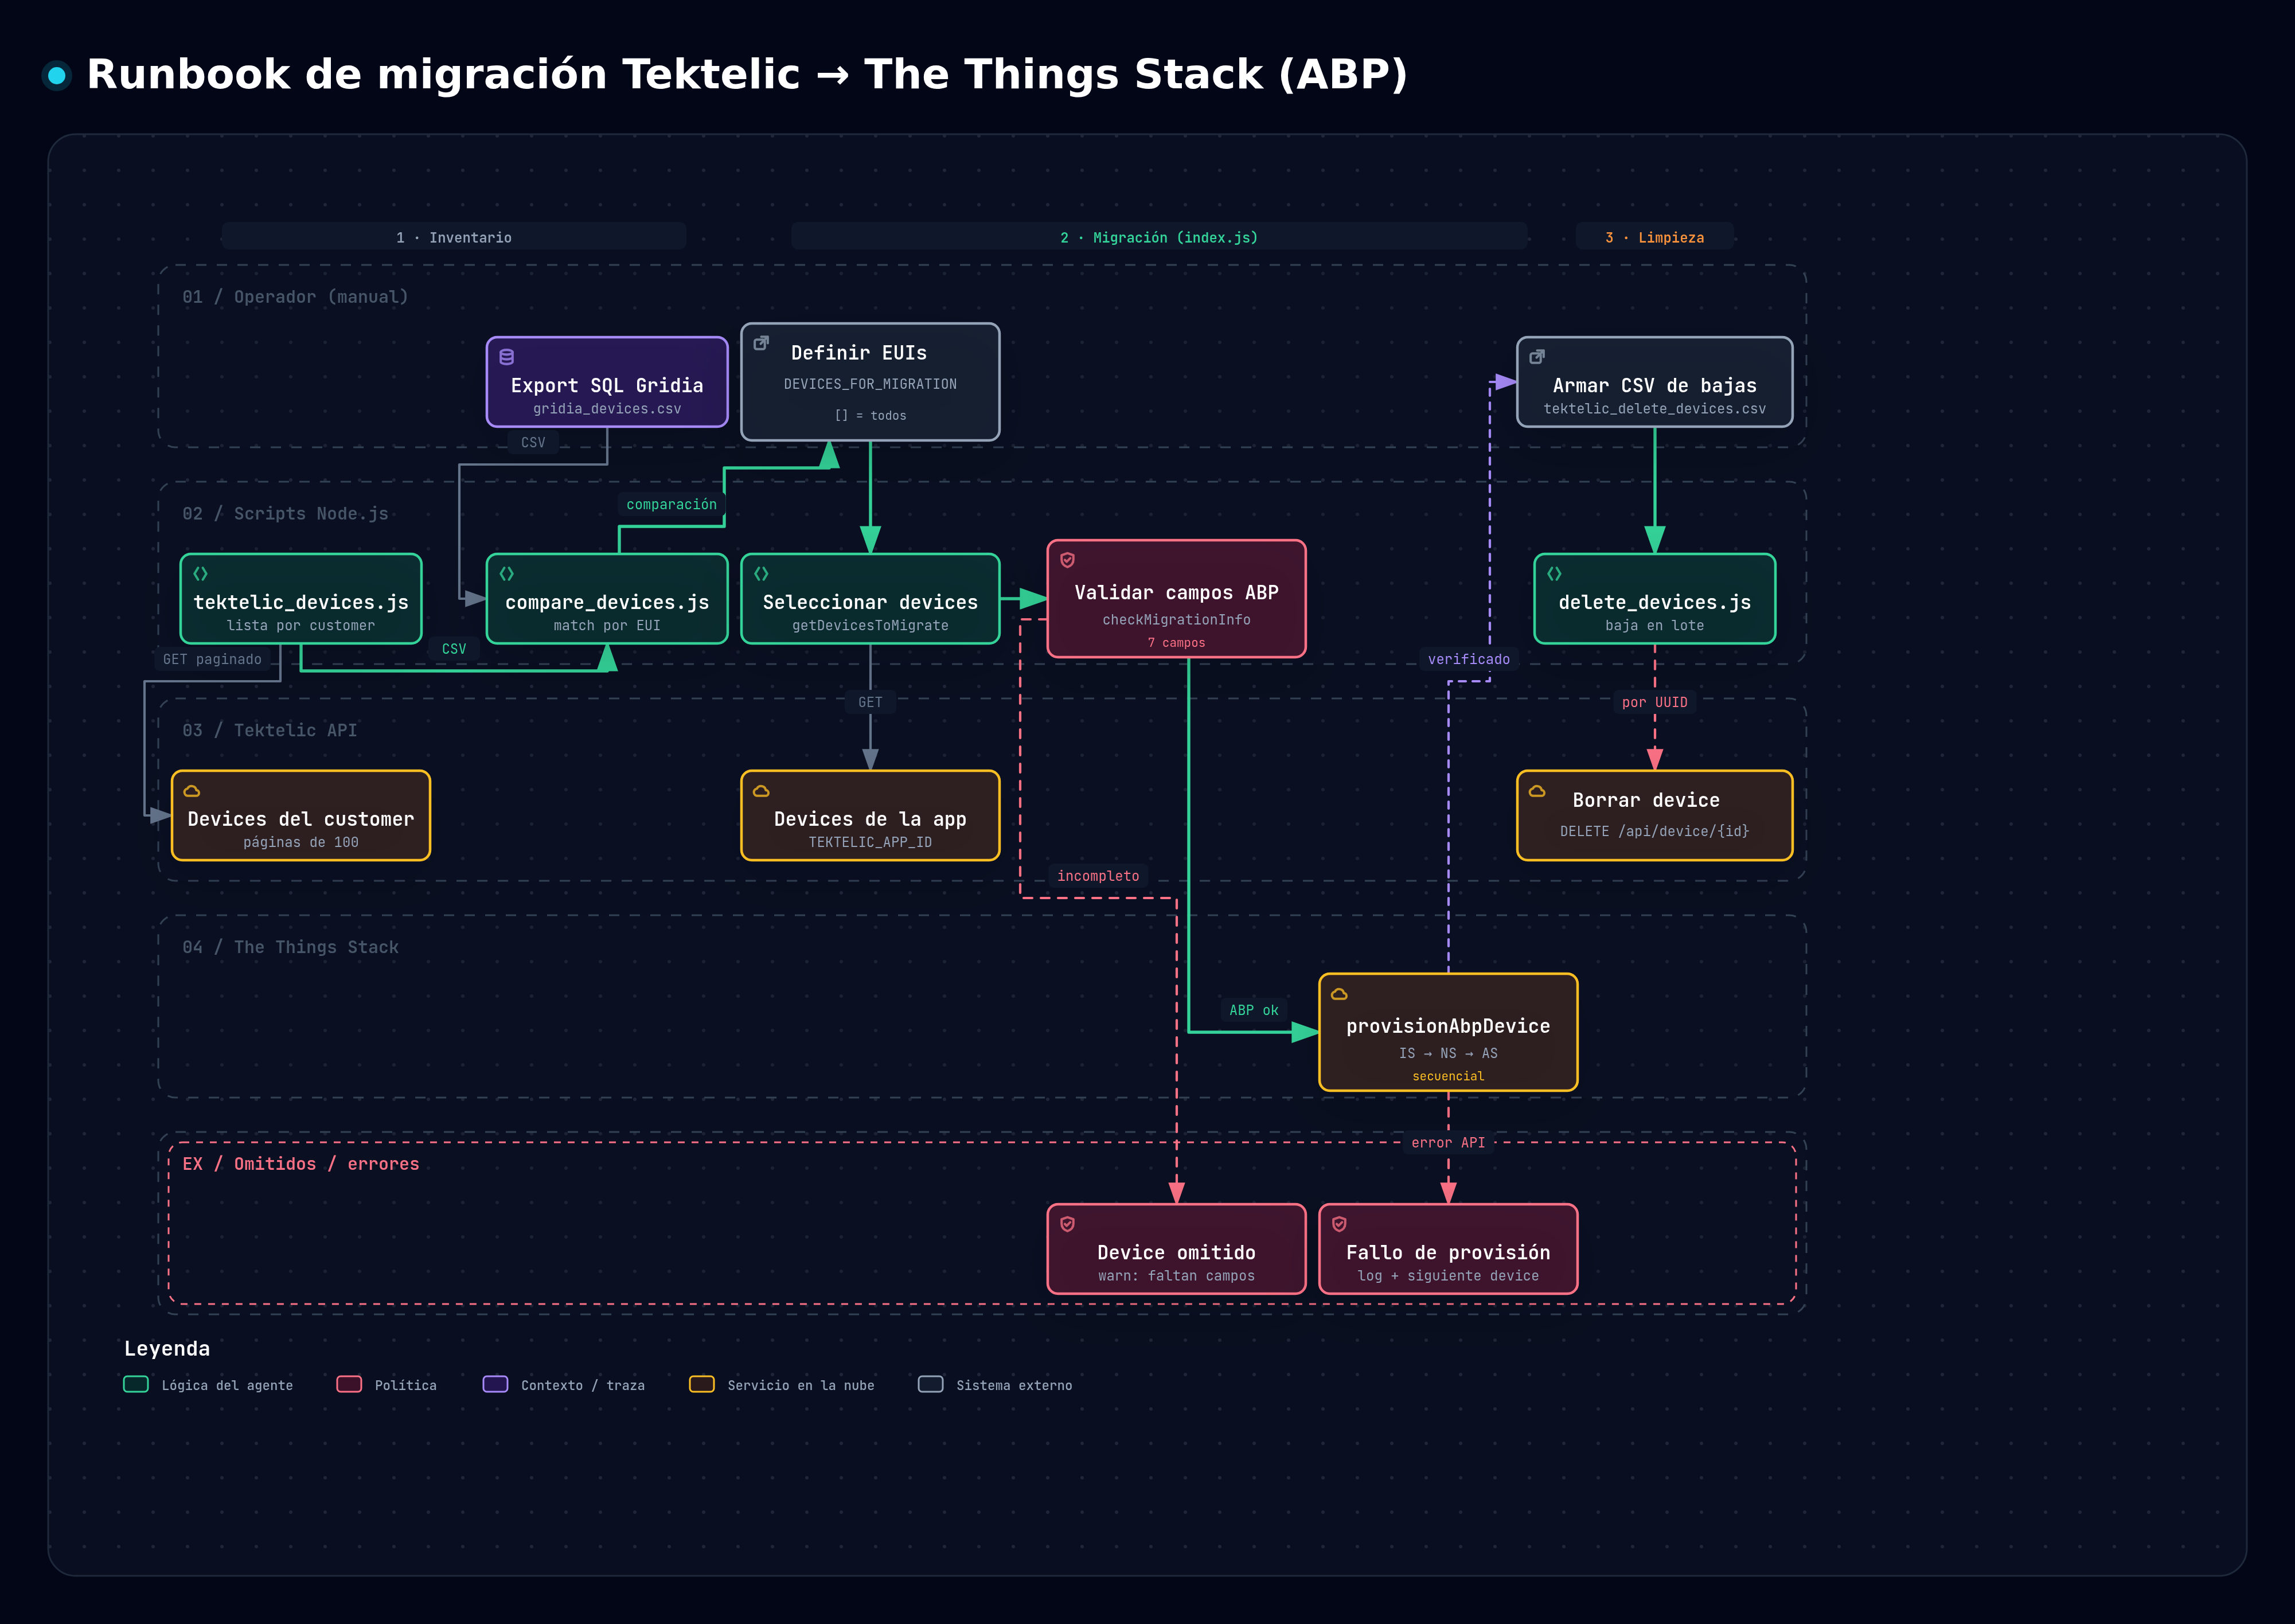 Runbook de migración Tektelic → The Things Stack (ABP)
1 · Inventario
2 · Migración (index.js)
3 · Limpieza
01 / Operador (manual)
Export SQL Gridia
gridia_devices.csv
Definir EUIs
DEVICES_FOR_MIGRATION
[] = todos
Armar CSV de bajas
tektelic_delete_devices.csv
CSV
comparación
02 / Scripts Node.js
tektelic_devices.js
lista por customer
compare_devices.js
match por EUI
Seleccionar devices
getDevicesToMigrate
Validar campos ABP
checkMigrationInfo
7 campos
delete_devices.js
baja en lote
GET paginado
CSV
verificado
GET
por UUID
03 / Tektelic API
Devices del customer
páginas de 100
Devices de la app
TEKTELIC_APP_ID
Borrar device
DELETE /api/device/{id}
incompleto
04 / The Things Stack
ABP ok
provisionAbpDevice
IS → NS → AS
secuencial
error API
EX / Omitidos / errores
Device omitido
warn: faltan campos
Fallo de provisión
log + siguiente device
Leyenda
Lógica del agente
Política
Contexto / traza
Servicio en la nube
Sistema externo